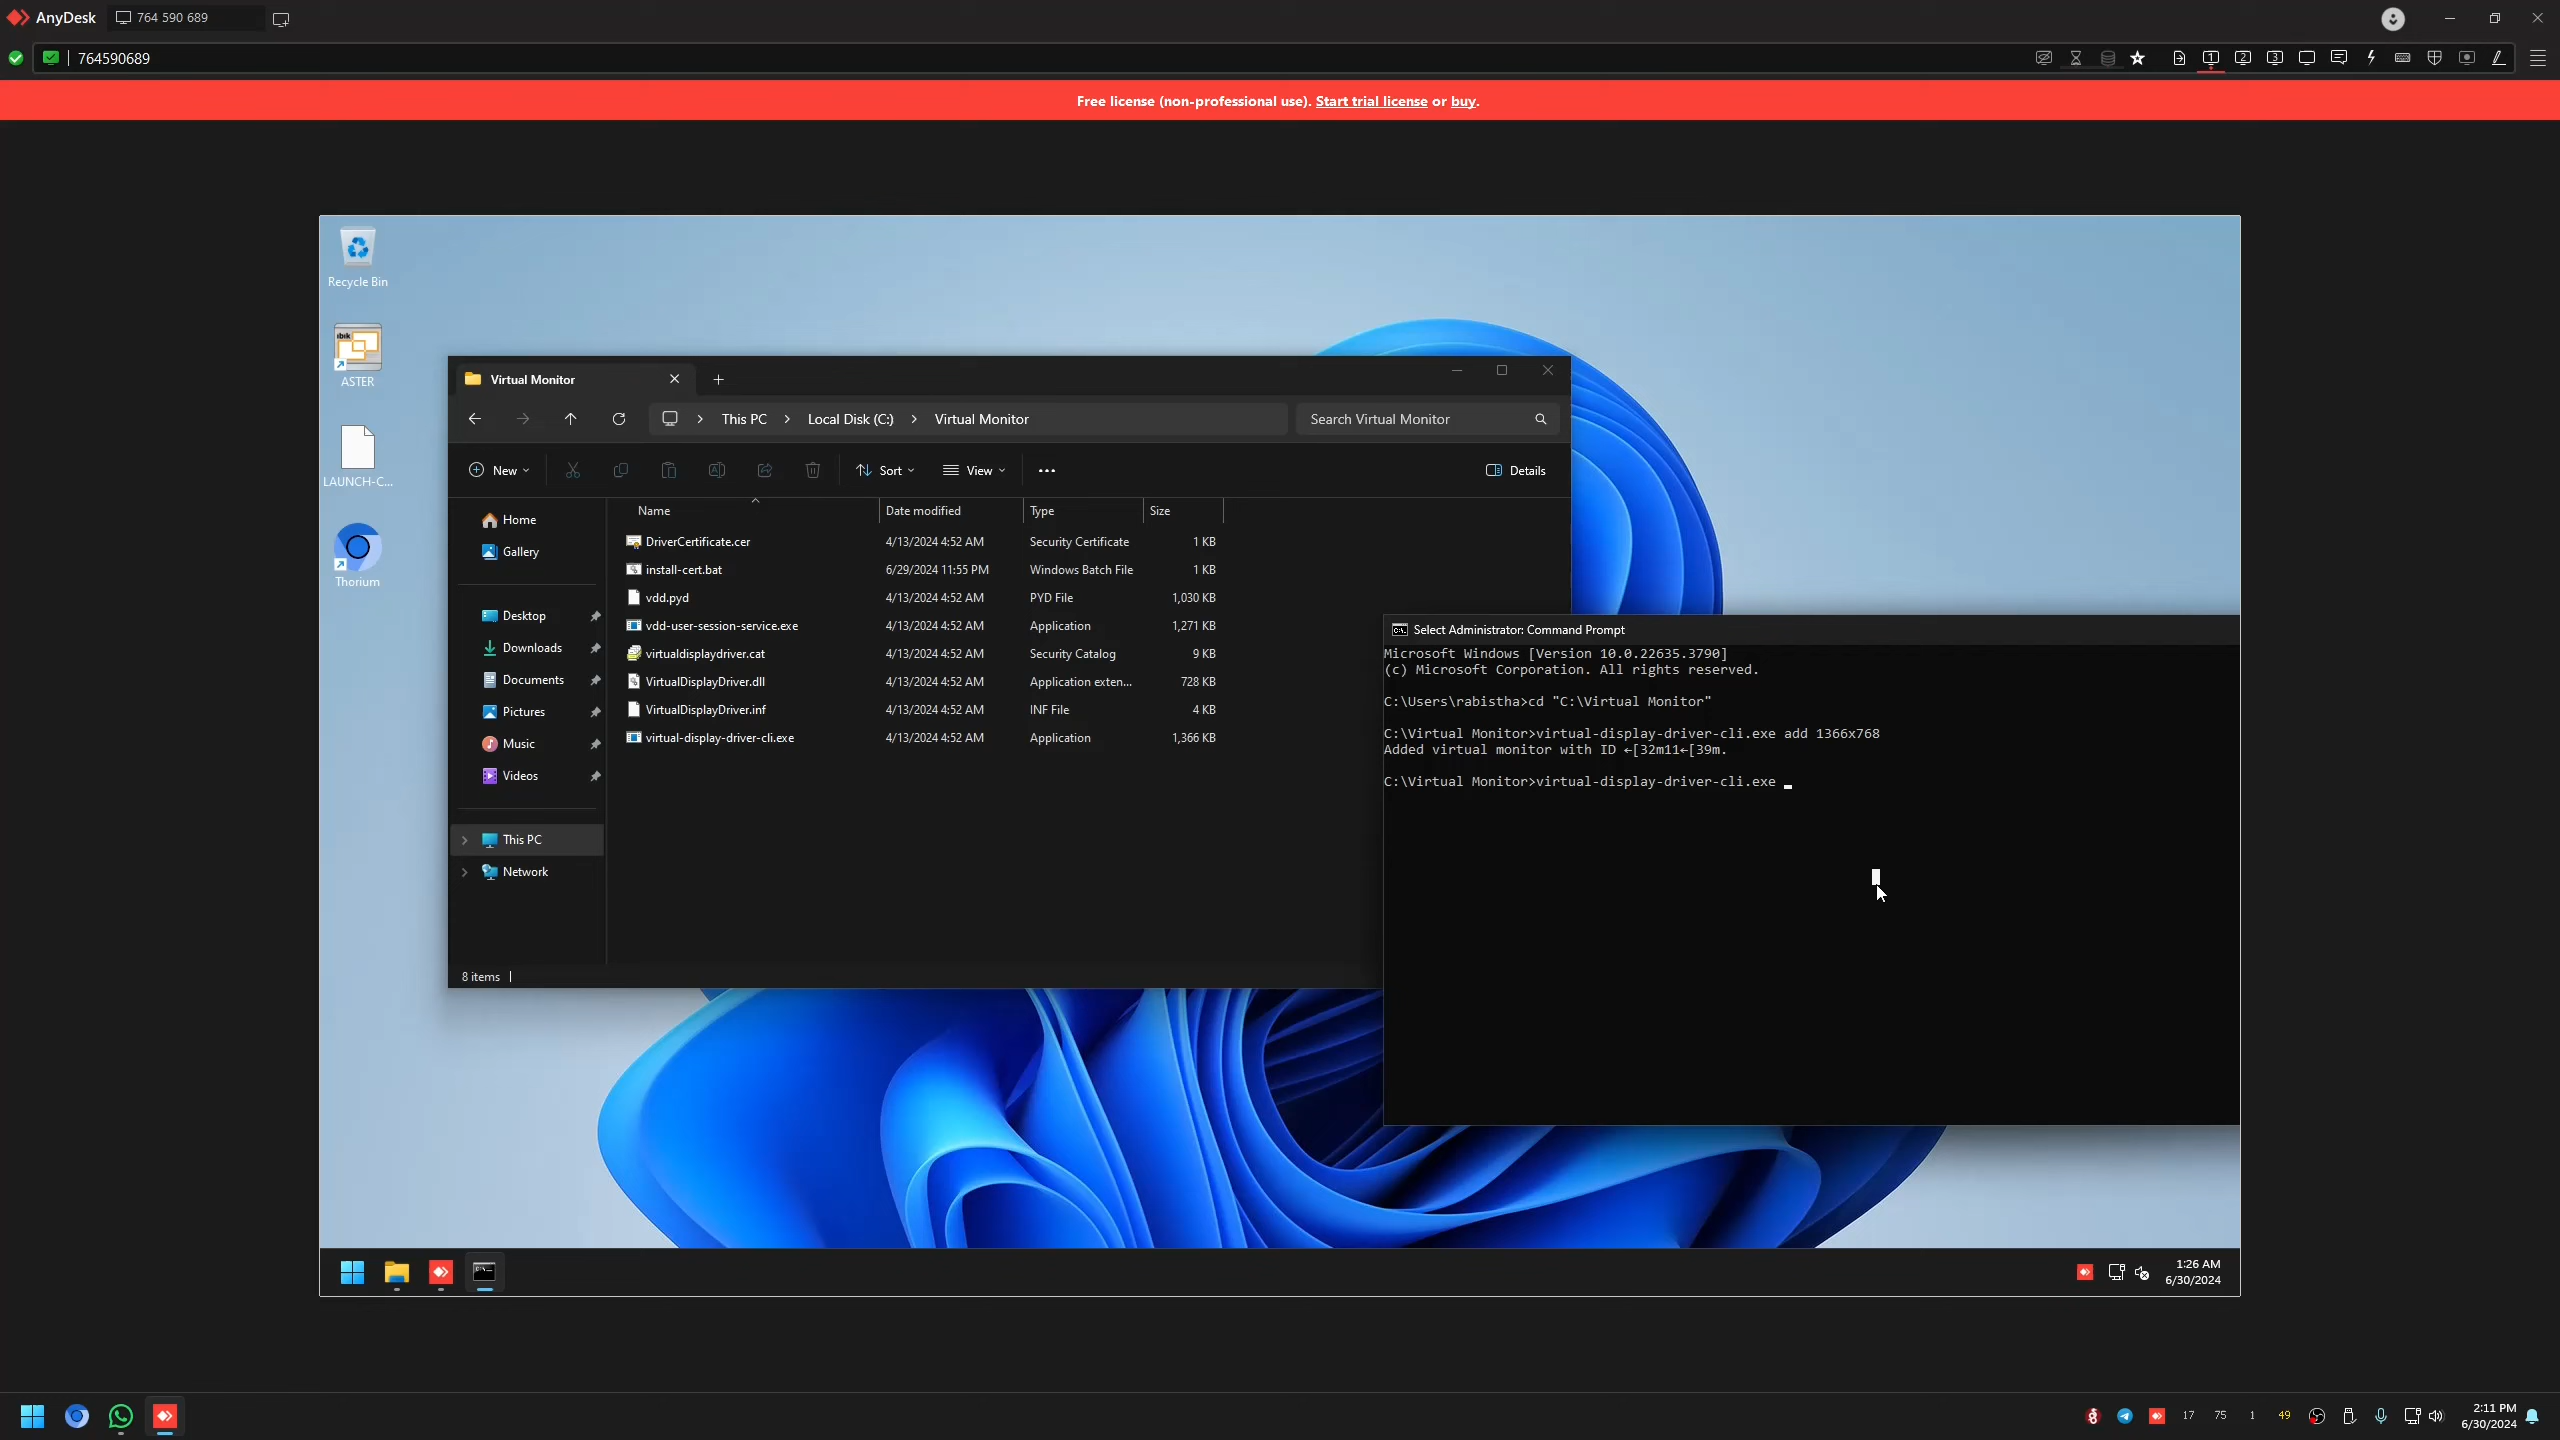 AnyDesk
764 590 689
764590689
1
2
3
Free license (non-professional use). Start trial license or buy.
Recycle Bin
ibik
ASTER
LAUNCH-C...
Thorium
Virtual Monitor
This PC > Local Disk (C:) > Virtual Monitor
Search Virtual Monitor
New
Sort
View
Details
Home
Gallery
Desktop
Downloads
Documents
Pictures
Music
Videos
This PC
Network
Name Date modified Type Size
DriverCertificate.cer 4/13/2024 4:52 AM Security Certificate 1 KB
install-cert.bat 6/29/2024 11:55 PM Windows Batch File 1 KB
vdd.pyd 4/13/2024 4:52 AM PYD File 1,030 KB
vdd-user-session-service.exe 4/13/2024 4:52 AM Application 1,271 KB
virtualdisplaydriver.cat 4/13/2024 4:52 AM Security Catalog 9 KB
VirtualDisplayDriver.dll 4/13/2024 4:52 AM Application exten... 728 KB
VirtualDisplayDriver.inf 4/13/2024 4:52 AM INF File 4 KB
virtual-display-driver-cli.exe 4/13/2024 4:52 AM Application 1,366 KB
8 items
Select Administrator: Command Prompt
Microsoft Windows [Version 10.0.22635.3790]
(c) Microsoft Corporation. All rights reserved.
C:\Users\rabistha>cd "C:\Virtual Monitor"
C:\Virtual Monitor>virtual-display-driver-cli.exe add 1366x768
Added virtual monitor with ID ←[32m11←[39m.
C:\Virtual Monitor>virtual-display-driver-cli.exe
1:26 AM
6/30/2024
17 75 1 49
2:11 PM
6/30/2024